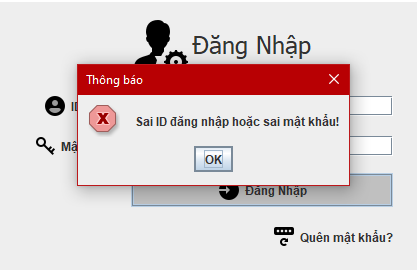 Đăng Nhập
Thông báo
Sai ID đăng nhập hoặc sai mật khẩu!
OK
Đăng Nhập
Quên mật khẩu?